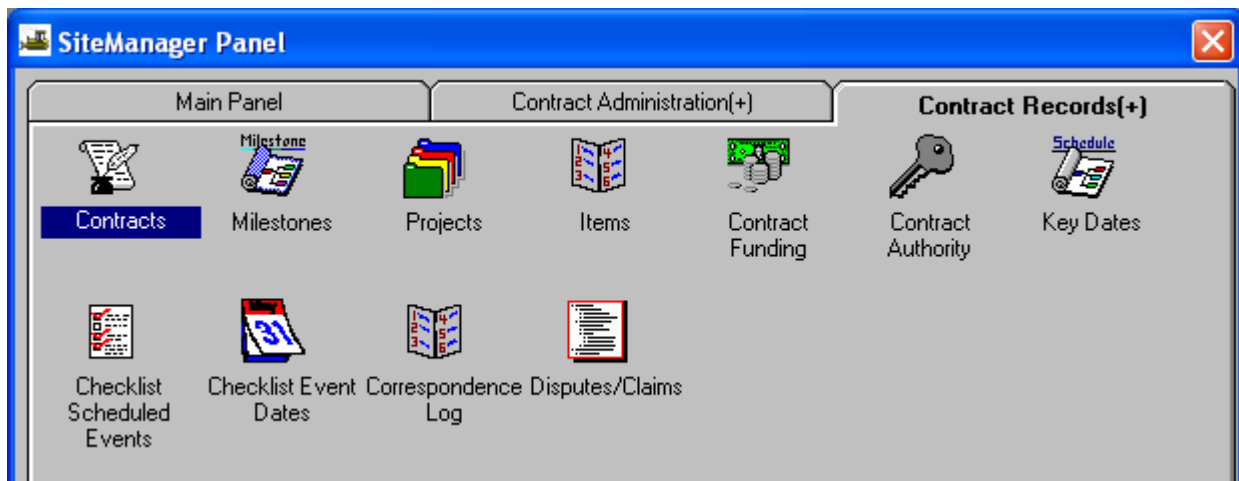 SiteManager Panel
Main Panel
Contract Administration(+)
Contract Records(+)
Milestone
Schedule
Contracts
Milestones
Projects
Items
Contract
Funding
Contract
Authority
Key Dates
May
31
Checklist
Scheduled
Events
Checklist Event
Dates
Correspondence
Log
Disputes/Claims